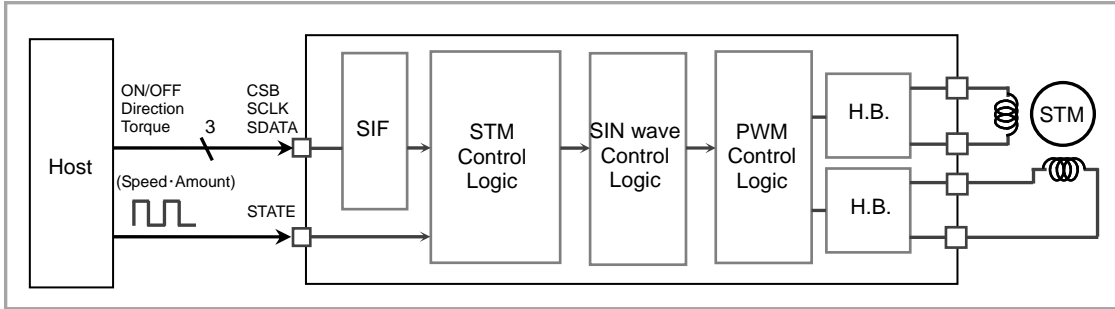 Host
ON/OFF
Direction
Torque
3
CSB
SCLK
SDATA
(Speed・Amount)
STATE
SIF
STM
Control
Logic
SIN wave
Control
Logic
PWM
Control
Logic
H.B.
H.B.
STM